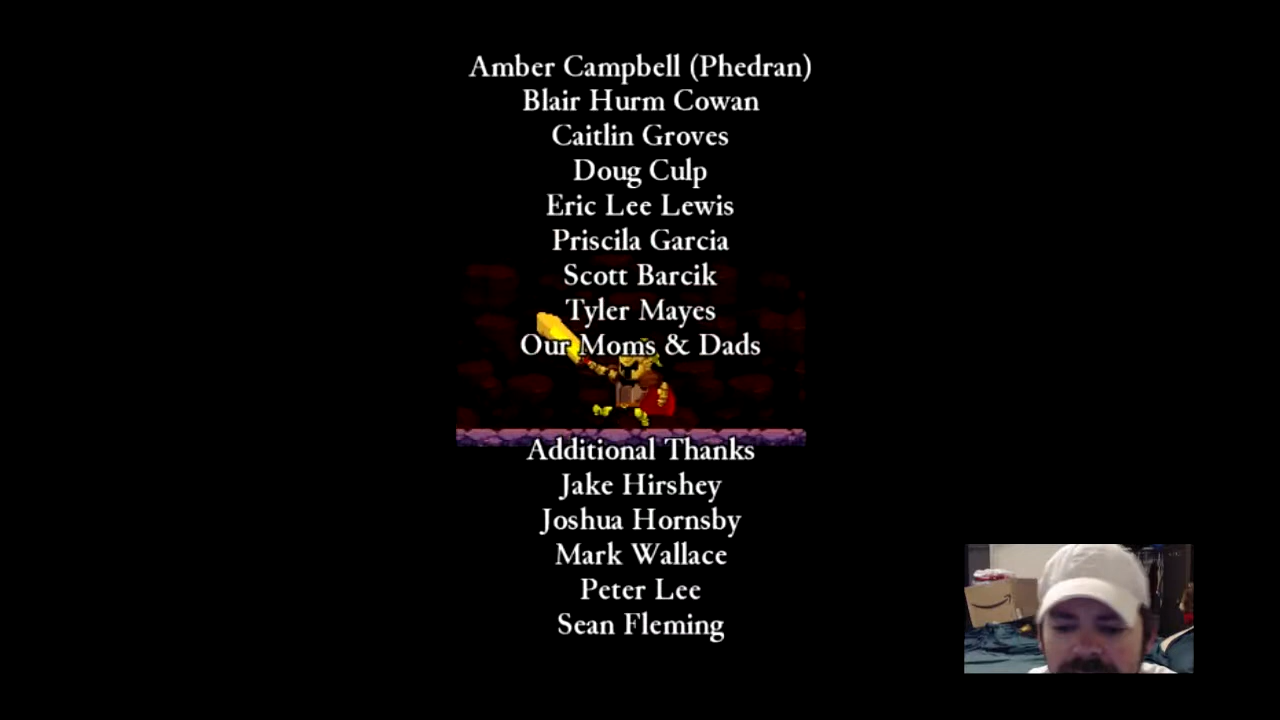 Amber Campbell (Phedran)
Blair Hurm Cowan
Caitlin Groves
Doug Culp
Eric Lee Lewis
Priscila Garcia
Scott Barcik
Tyler Mayes
Our Moms & Dads
Additional Thanks
Jake Hirshey
Joshua Hornsby
Mark Wallace
Peter Lee
Sean Fleming